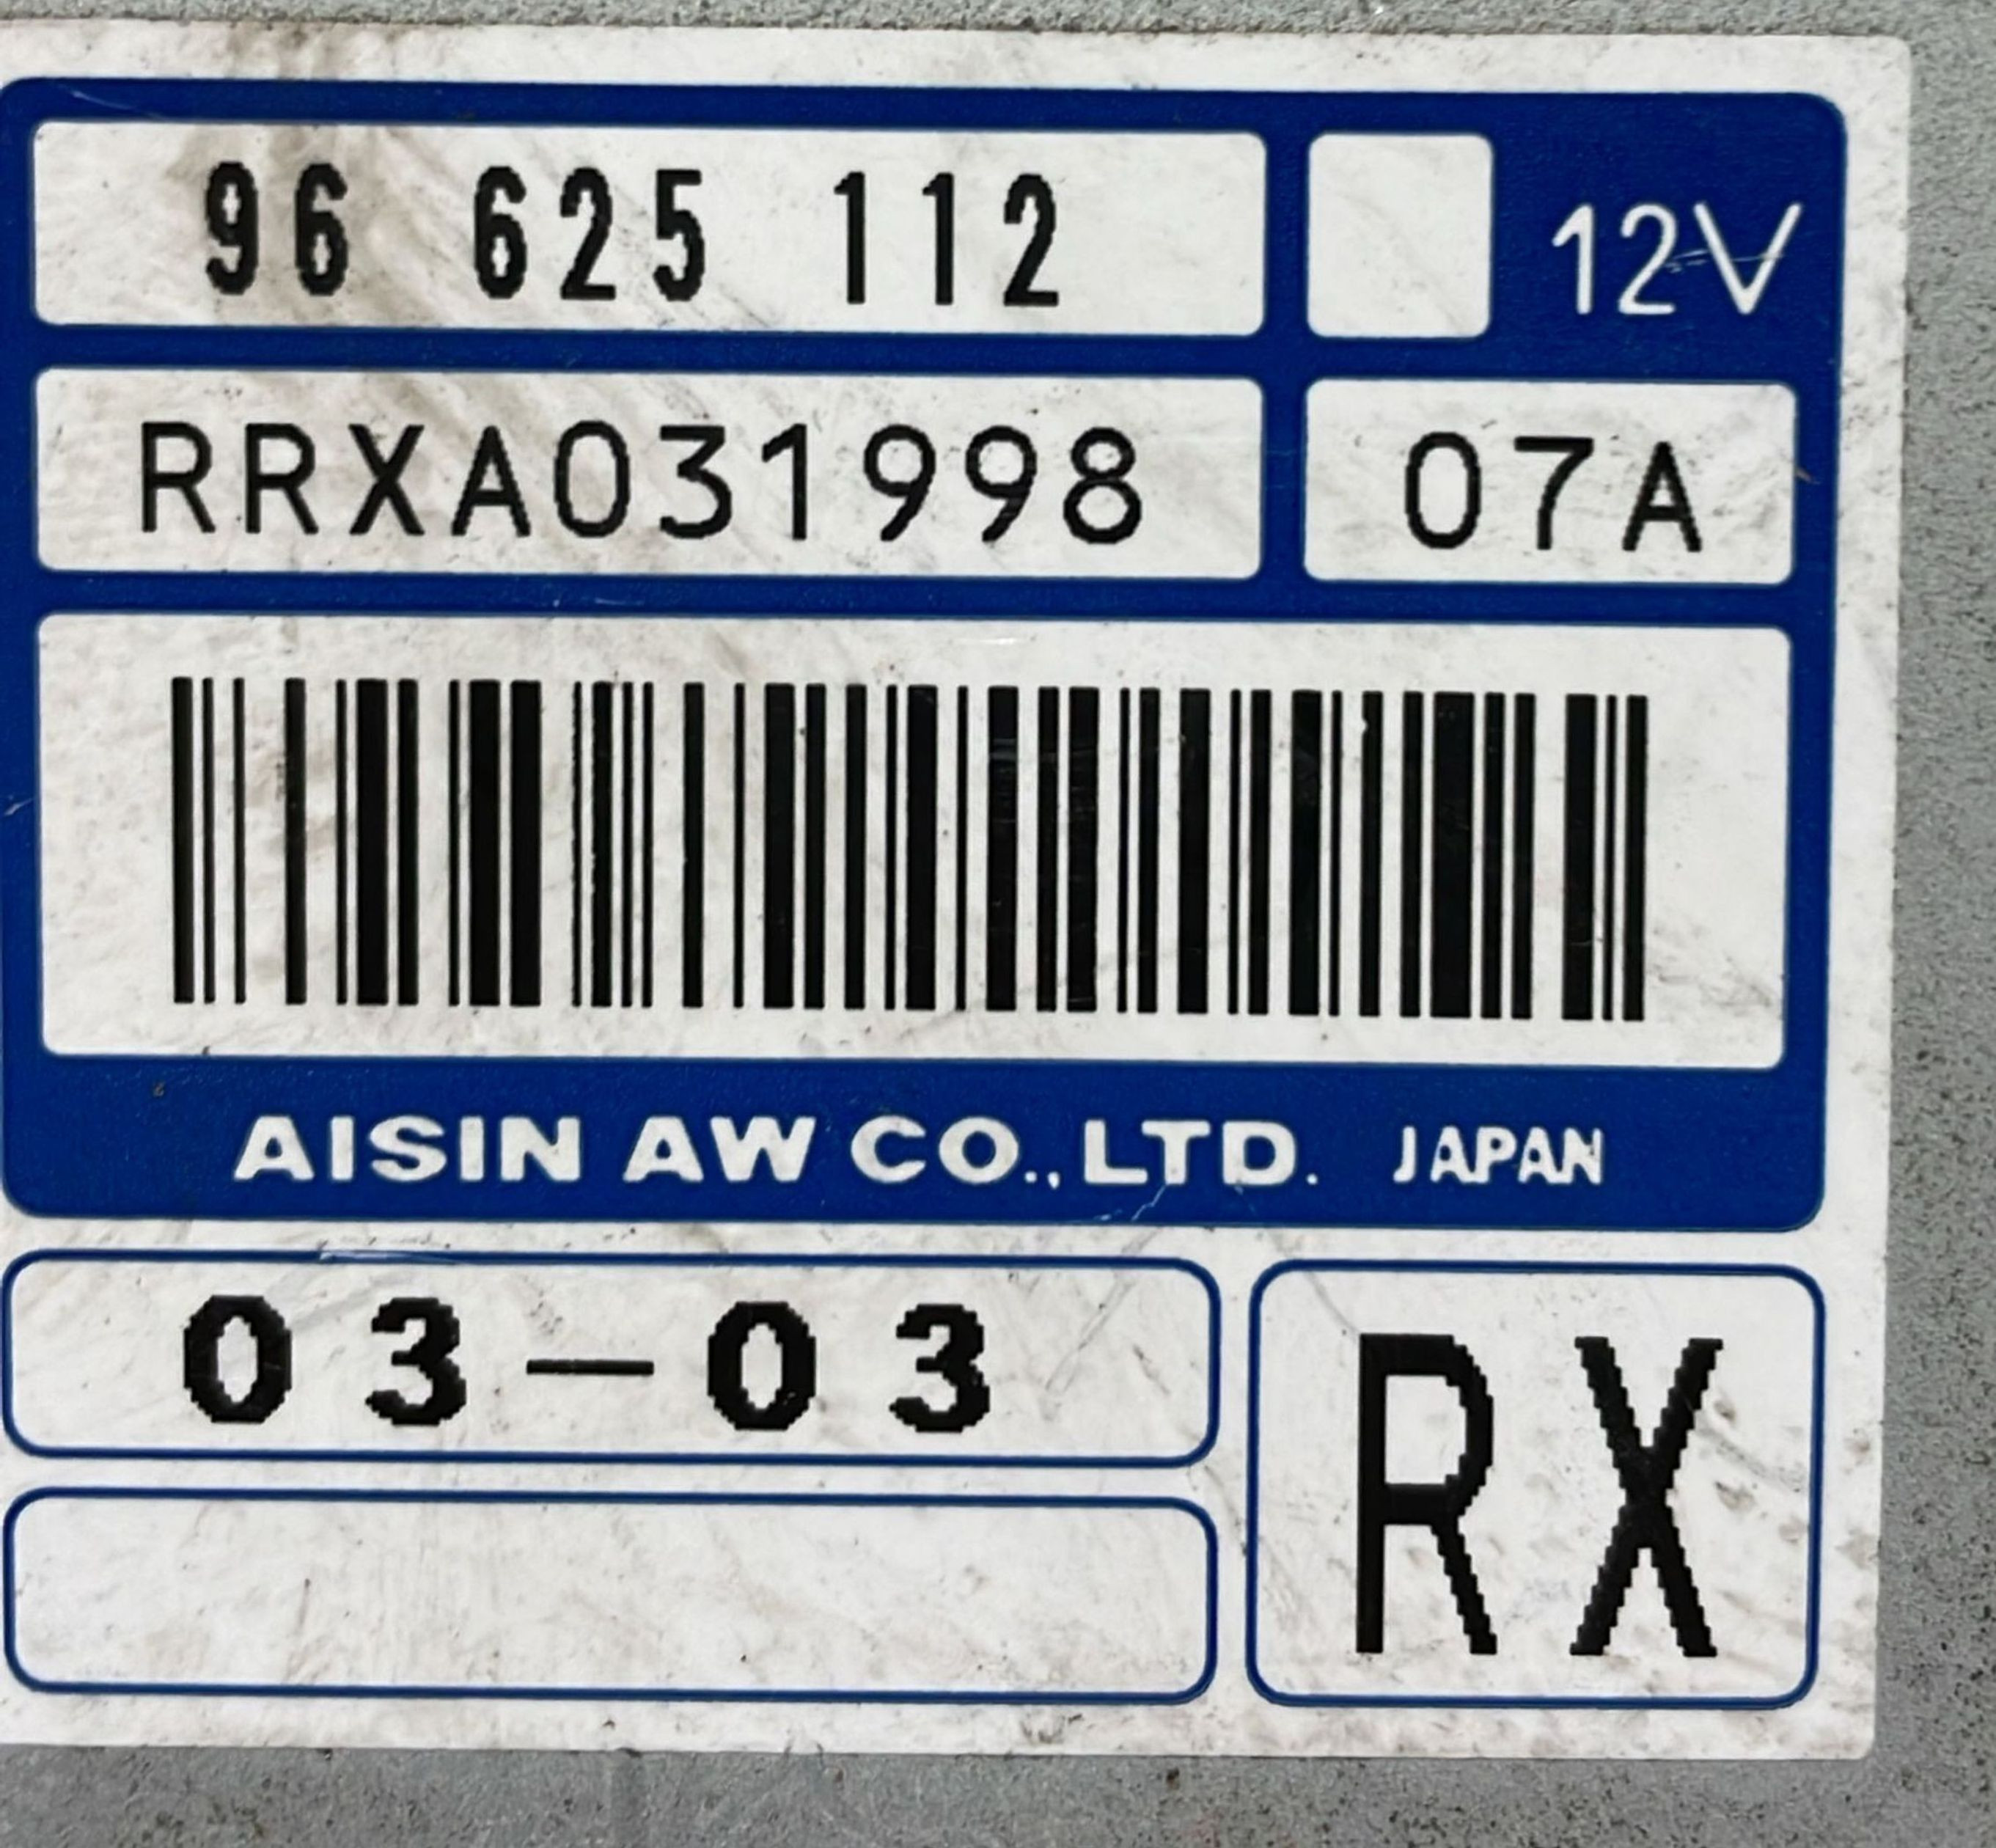 96 625 112 12V
RRXA031998 07A
AISIN AW CO.,LTD. JAPAN
03-03 RX